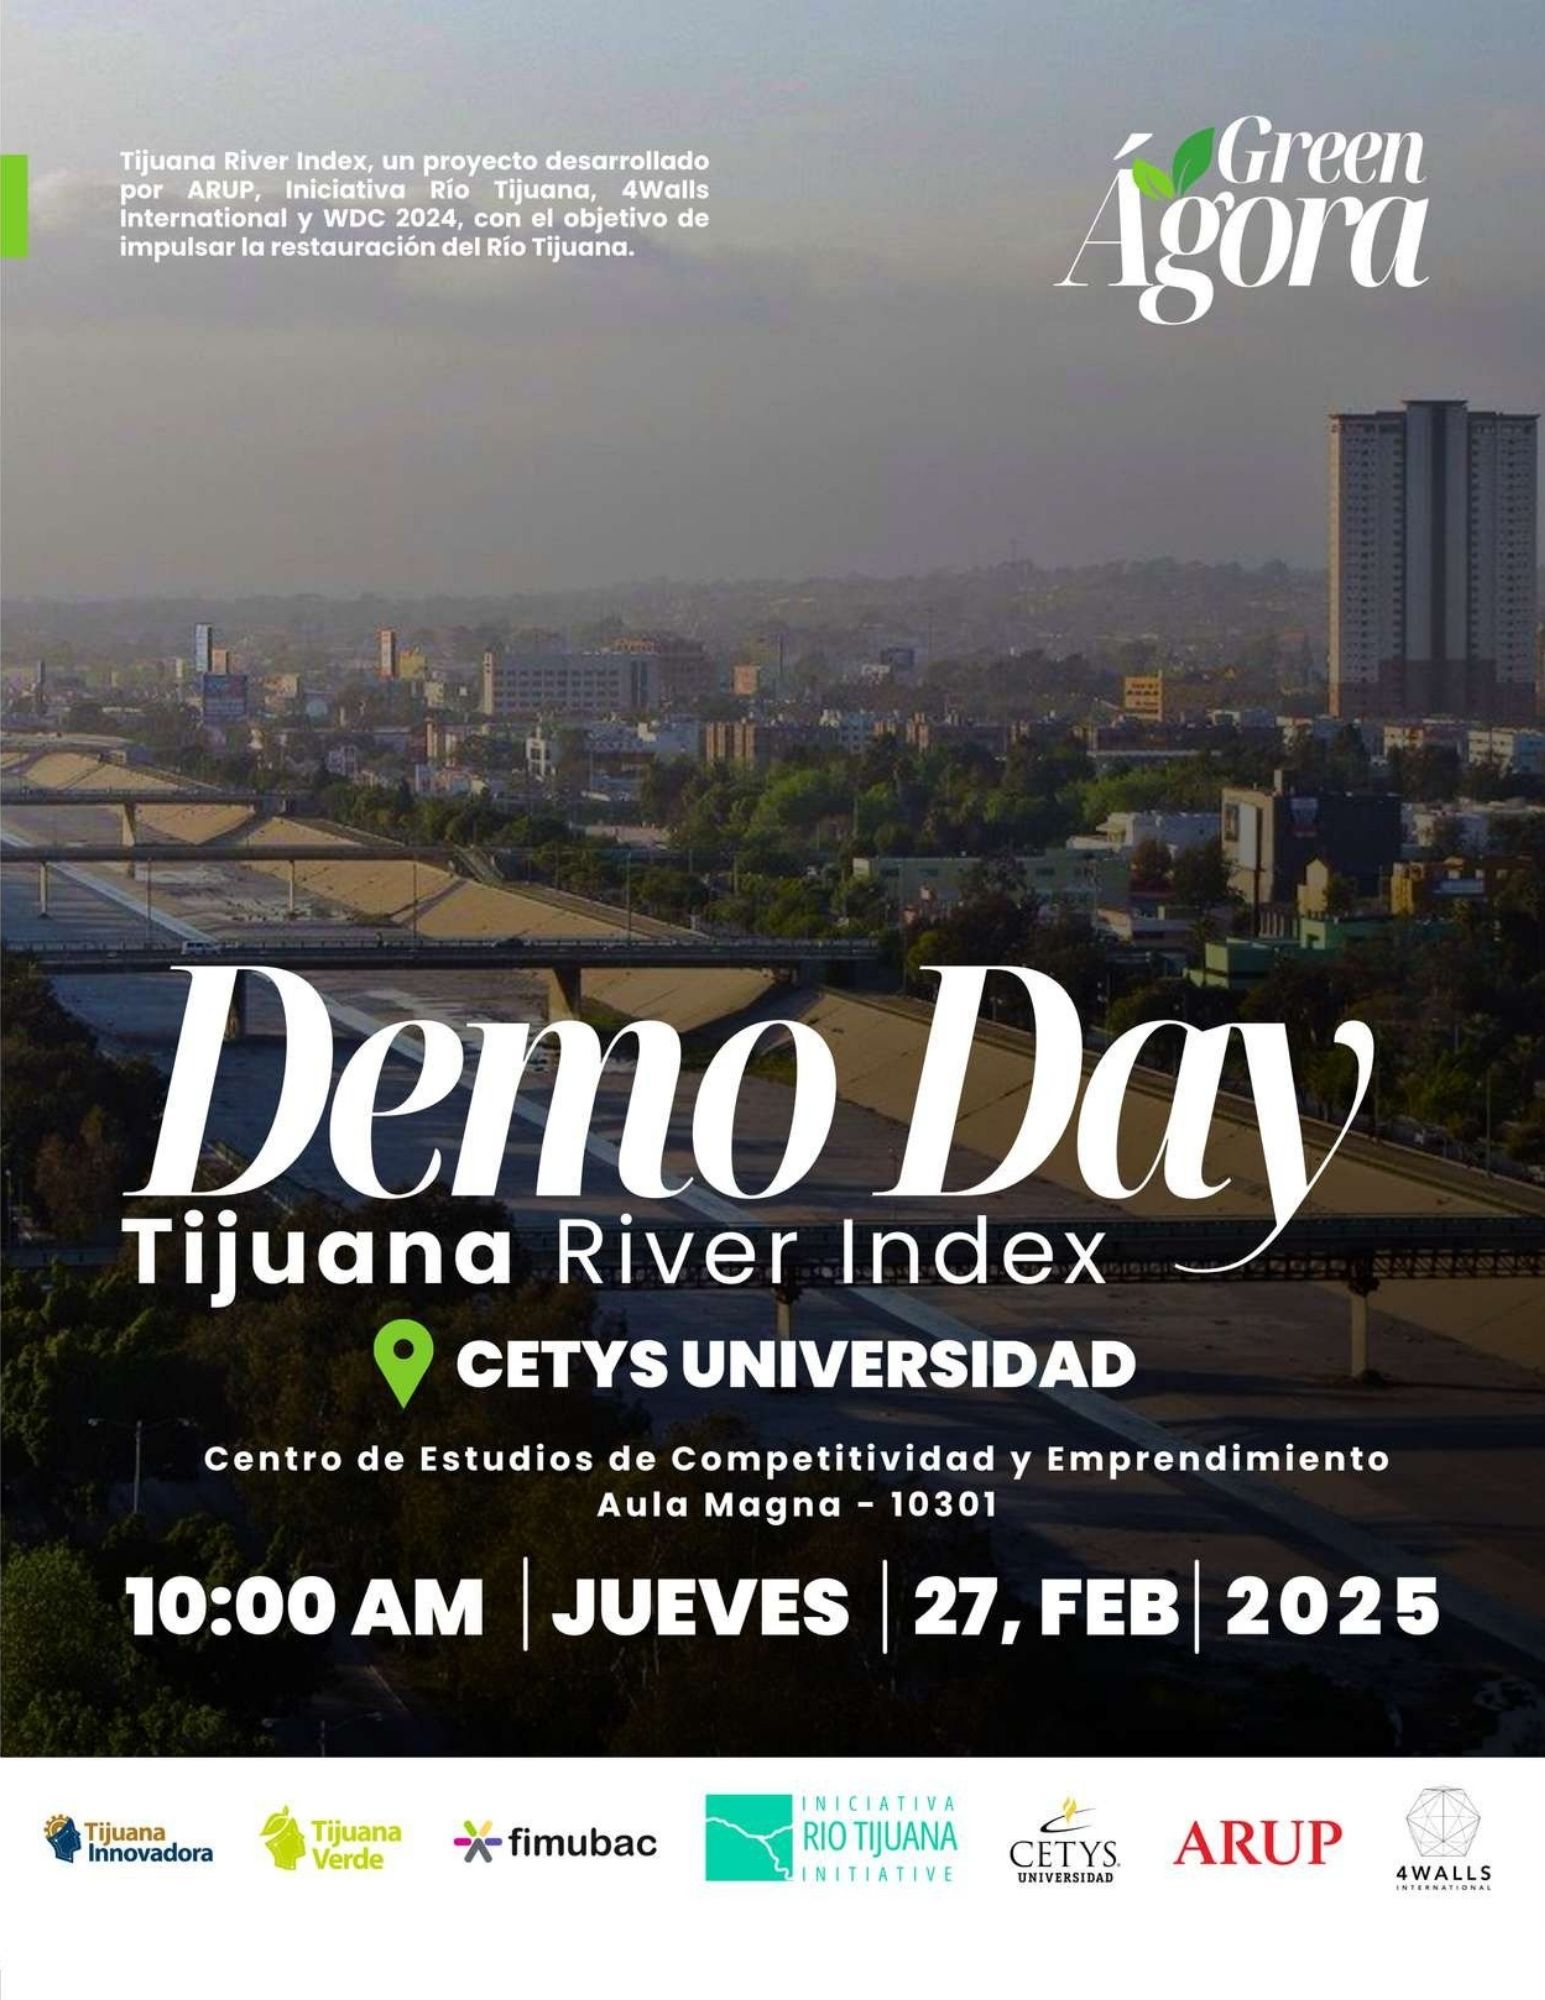 Tijuana River Index, un proyecto desarrollado
por ARUP, Iniciativa Río Tijuana, 4Walls
International y WDC 2024, con el objetivo de
impulsar la restauración del Río Tijuana.
Green
Ágora
Demo Day
Tijuana River Index
CETYS UNIVERSIDAD
Centro de Estudios de Competitividad y Emprendimiento
Aula Magna - 10301
10:00 AM | JUEVES | 27, FEB | 2025
Tijuana
Innovadora
Tijuana
Verde
fimubac
INICIATIVA
RIO TIJUANA
INITIATIVE
CETYS
UNIVERSIDAD
ARUP
4WALLS
INTERNATIONAL